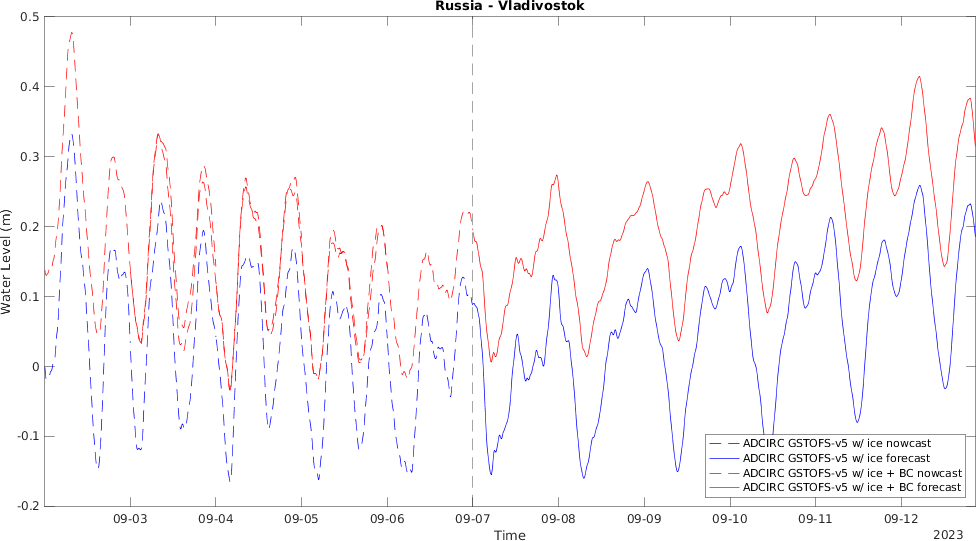 Russia - Vladivostok
Water Level (m)
0.5
0.4
0.3
0.2
0.1
0
-0.1
-0.2
ADCIRC GSTOFS-v5 w/ ice nowcast
ADCIRC GSTOFS-v5 w/ ice forecast
ADCIRC GSTOFS-v5 w/ ice + BC nowcast
ADCIRC GSTOFS-v5 w/ ice + BC forecast
09-03 09-04 09-05 09-06 09-07 09-08 09-09 09-10 09-11 09-12
Time
2023